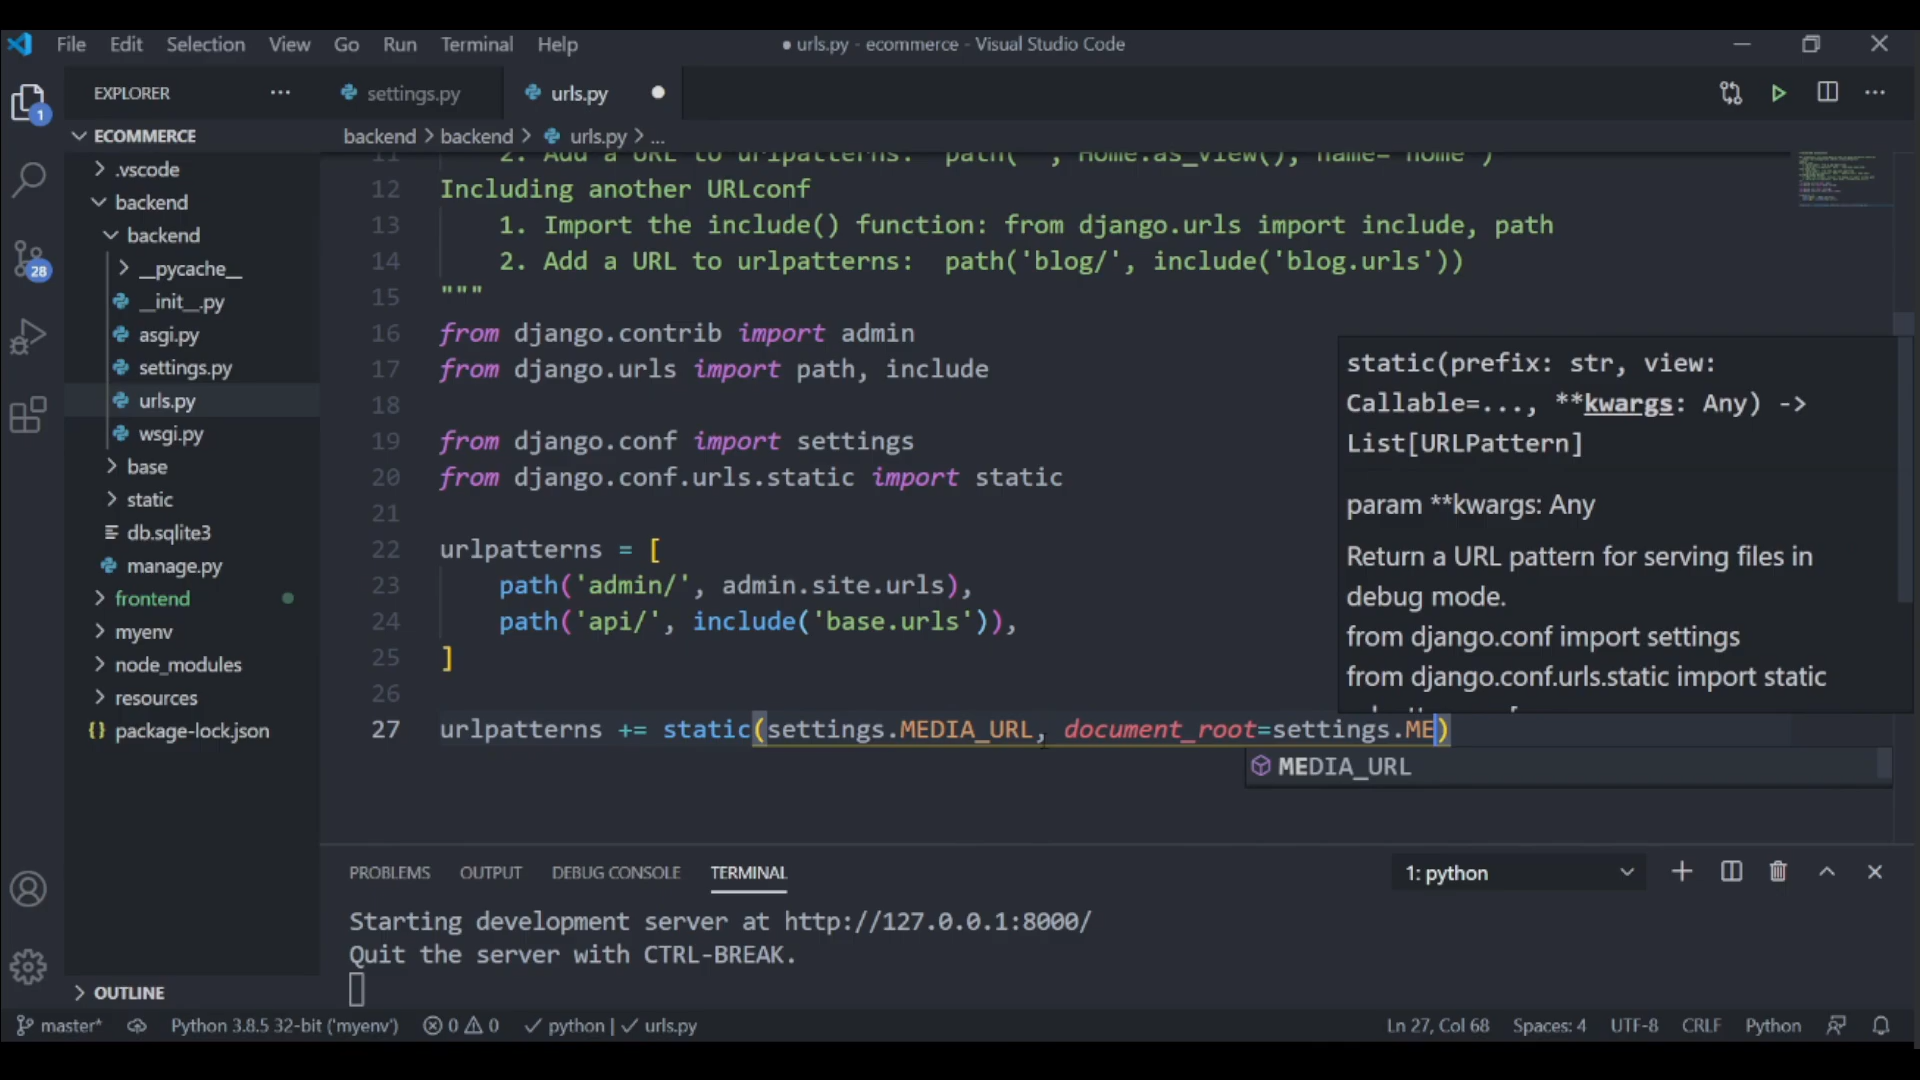 File Edit Selection View Go Run Terminal Help ● urls.py - ecommerce - Visual Studio Code
EXPLORER ··· settings.py urls.py
1
ECOMMERCE
backend > backend > urls.py > ...
.vscode
backend
backend
__pycache__
__init__.py
asgi.py
settings.py
urls.py
wsgi.py
base
static
db.sqlite3
manage.py
frontend
myenv
node_modules
resources
package-lock.json
OUTLINE
28
11 2. Add a URL to urlpatterns: path('', Home.as_view(), name='home')
12 Including another URLconf
13 1. Import the include() function: from django.urls import include, path
14 2. Add a URL to urlpatterns: path('blog/', include('blog.urls'))
15 """
16 from django.contrib import admin
17 from django.urls import path, include
18
19 from django.conf import settings
20 from django.conf.urls.static import static
21
22 urlpatterns = [
23 path('admin/', admin.site.urls),
24 path('api/', include('base.urls')),
25 ]
26
27 urlpatterns += static(settings.MEDIA_URL, document_root=settings.ME)
MEDIA_URL
static(prefix: str, view:
Callable=..., **kwargs: Any) ->
List[URLPattern]
param **kwargs: Any
Return a URL pattern for serving files in
debug mode.
from django.conf import settings
from django.conf.urls.static import static
PROBLEMS OUTPUT DEBUG CONSOLE TERMINAL 1: python
Starting development server at http://127.0.0.1:8000/
Quit the server with CTRL-BREAK.
master* Python 3.8.5 32-bit ('myenv') 0 0 python | urls.py Ln 27, Col 68 Spaces: 4 UTF-8 CRLF Python